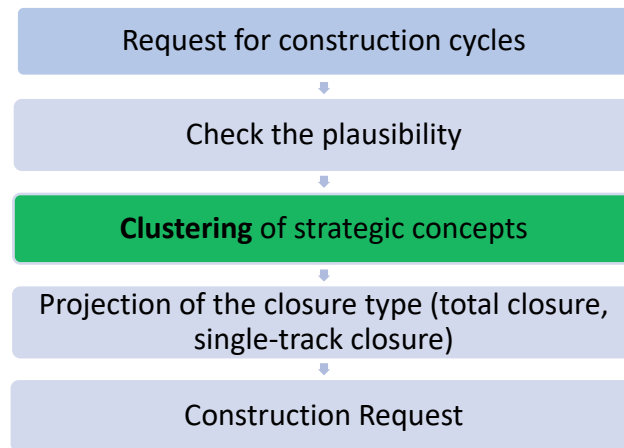 Request for construction cycles
Check the plausibility
Clustering of strategic concepts
Projection of the closure type (total closure,
single-track closure)
Construction Request